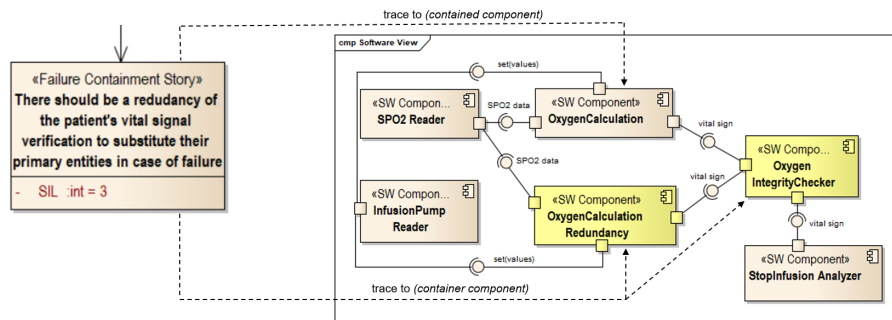 trace to (contained component)
«Failure Containment Story»
There should be a redudancy of
the patient's vital signal
verification to substitute their
primary entities in case of failure
- SIL :int = 3
cmp Software View
set(values)
«SW Compon...
SPO2 Reader
SPO2 data
«SW Component»
OxygenCalculation
vital sign
SPO2 data
«SW Compo...
Oxygen
IntegrityChecker
«SW Compon...
InfusionPump
Reader
«SW Component»
OxygenCalculation
Redundancy
vital sign
vital sign
set(values)
«SW Component»
StopInfusion Analyzer
trace to (container component)